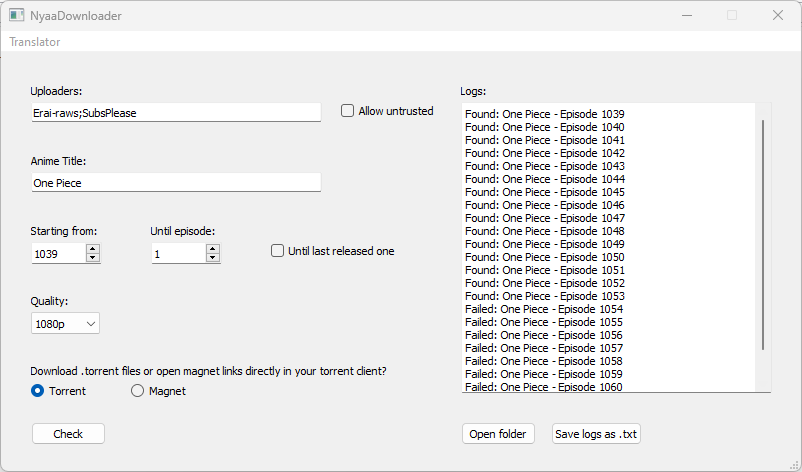 NyaaDownloader
Translator
Uploaders:
Erai-raws;SubsPlease
Allow untrusted
Anime Title:
One Piece
Starting from:
Until episode:
1039
1
Until last released one
Quality:
1080p
Download .torrent files or open magnet links directly in your torrent client?
Torrent
Magnet
Check
Logs:
Found: One Piece - Episode 1039
Found: One Piece - Episode 1040
Found: One Piece - Episode 1041
Found: One Piece - Episode 1042
Found: One Piece - Episode 1043
Found: One Piece - Episode 1044
Found: One Piece - Episode 1045
Found: One Piece - Episode 1046
Found: One Piece - Episode 1047
Found: One Piece - Episode 1048
Found: One Piece - Episode 1049
Found: One Piece - Episode 1050
Found: One Piece - Episode 1051
Found: One Piece - Episode 1052
Found: One Piece - Episode 1053
Failed: One Piece - Episode 1054
Failed: One Piece - Episode 1055
Failed: One Piece - Episode 1056
Failed: One Piece - Episode 1057
Failed: One Piece - Episode 1058
Failed: One Piece - Episode 1059
Failed: One Piece - Episode 1060
Open folder
Save logs as .txt